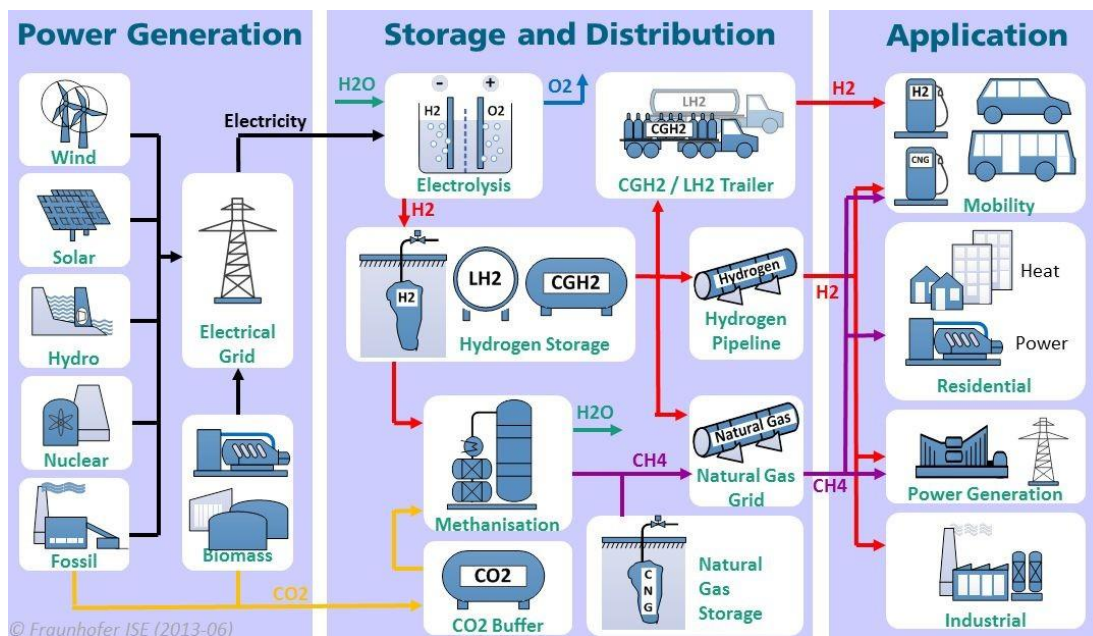 Power Generation
Wind
Solar
Hydro
Nuclear
Fossil
Electricity
Electrical
Grid
Biomass
CO2
© Fraunhofer ISE (2013-06)
Storage and Distribution
H2O
- +
O2
H2 O2
Electrolysis
LH2
CGH2
CGH2 / LH2 Trailer
H2
H2
LH2
CGH2
Hydrogen Storage
Hydrogen
Hydrogen
Pipeline
H2O
Methanisation
CH4
Natural Gas
Natural Gas
Grid
CO2
CO2 Buffer
C
N
G
Natural
Gas
Storage
Application
H2
H2
CNG
Mobility
H2
Heat
Power
Residential
CH4
Power Generation
Industrial